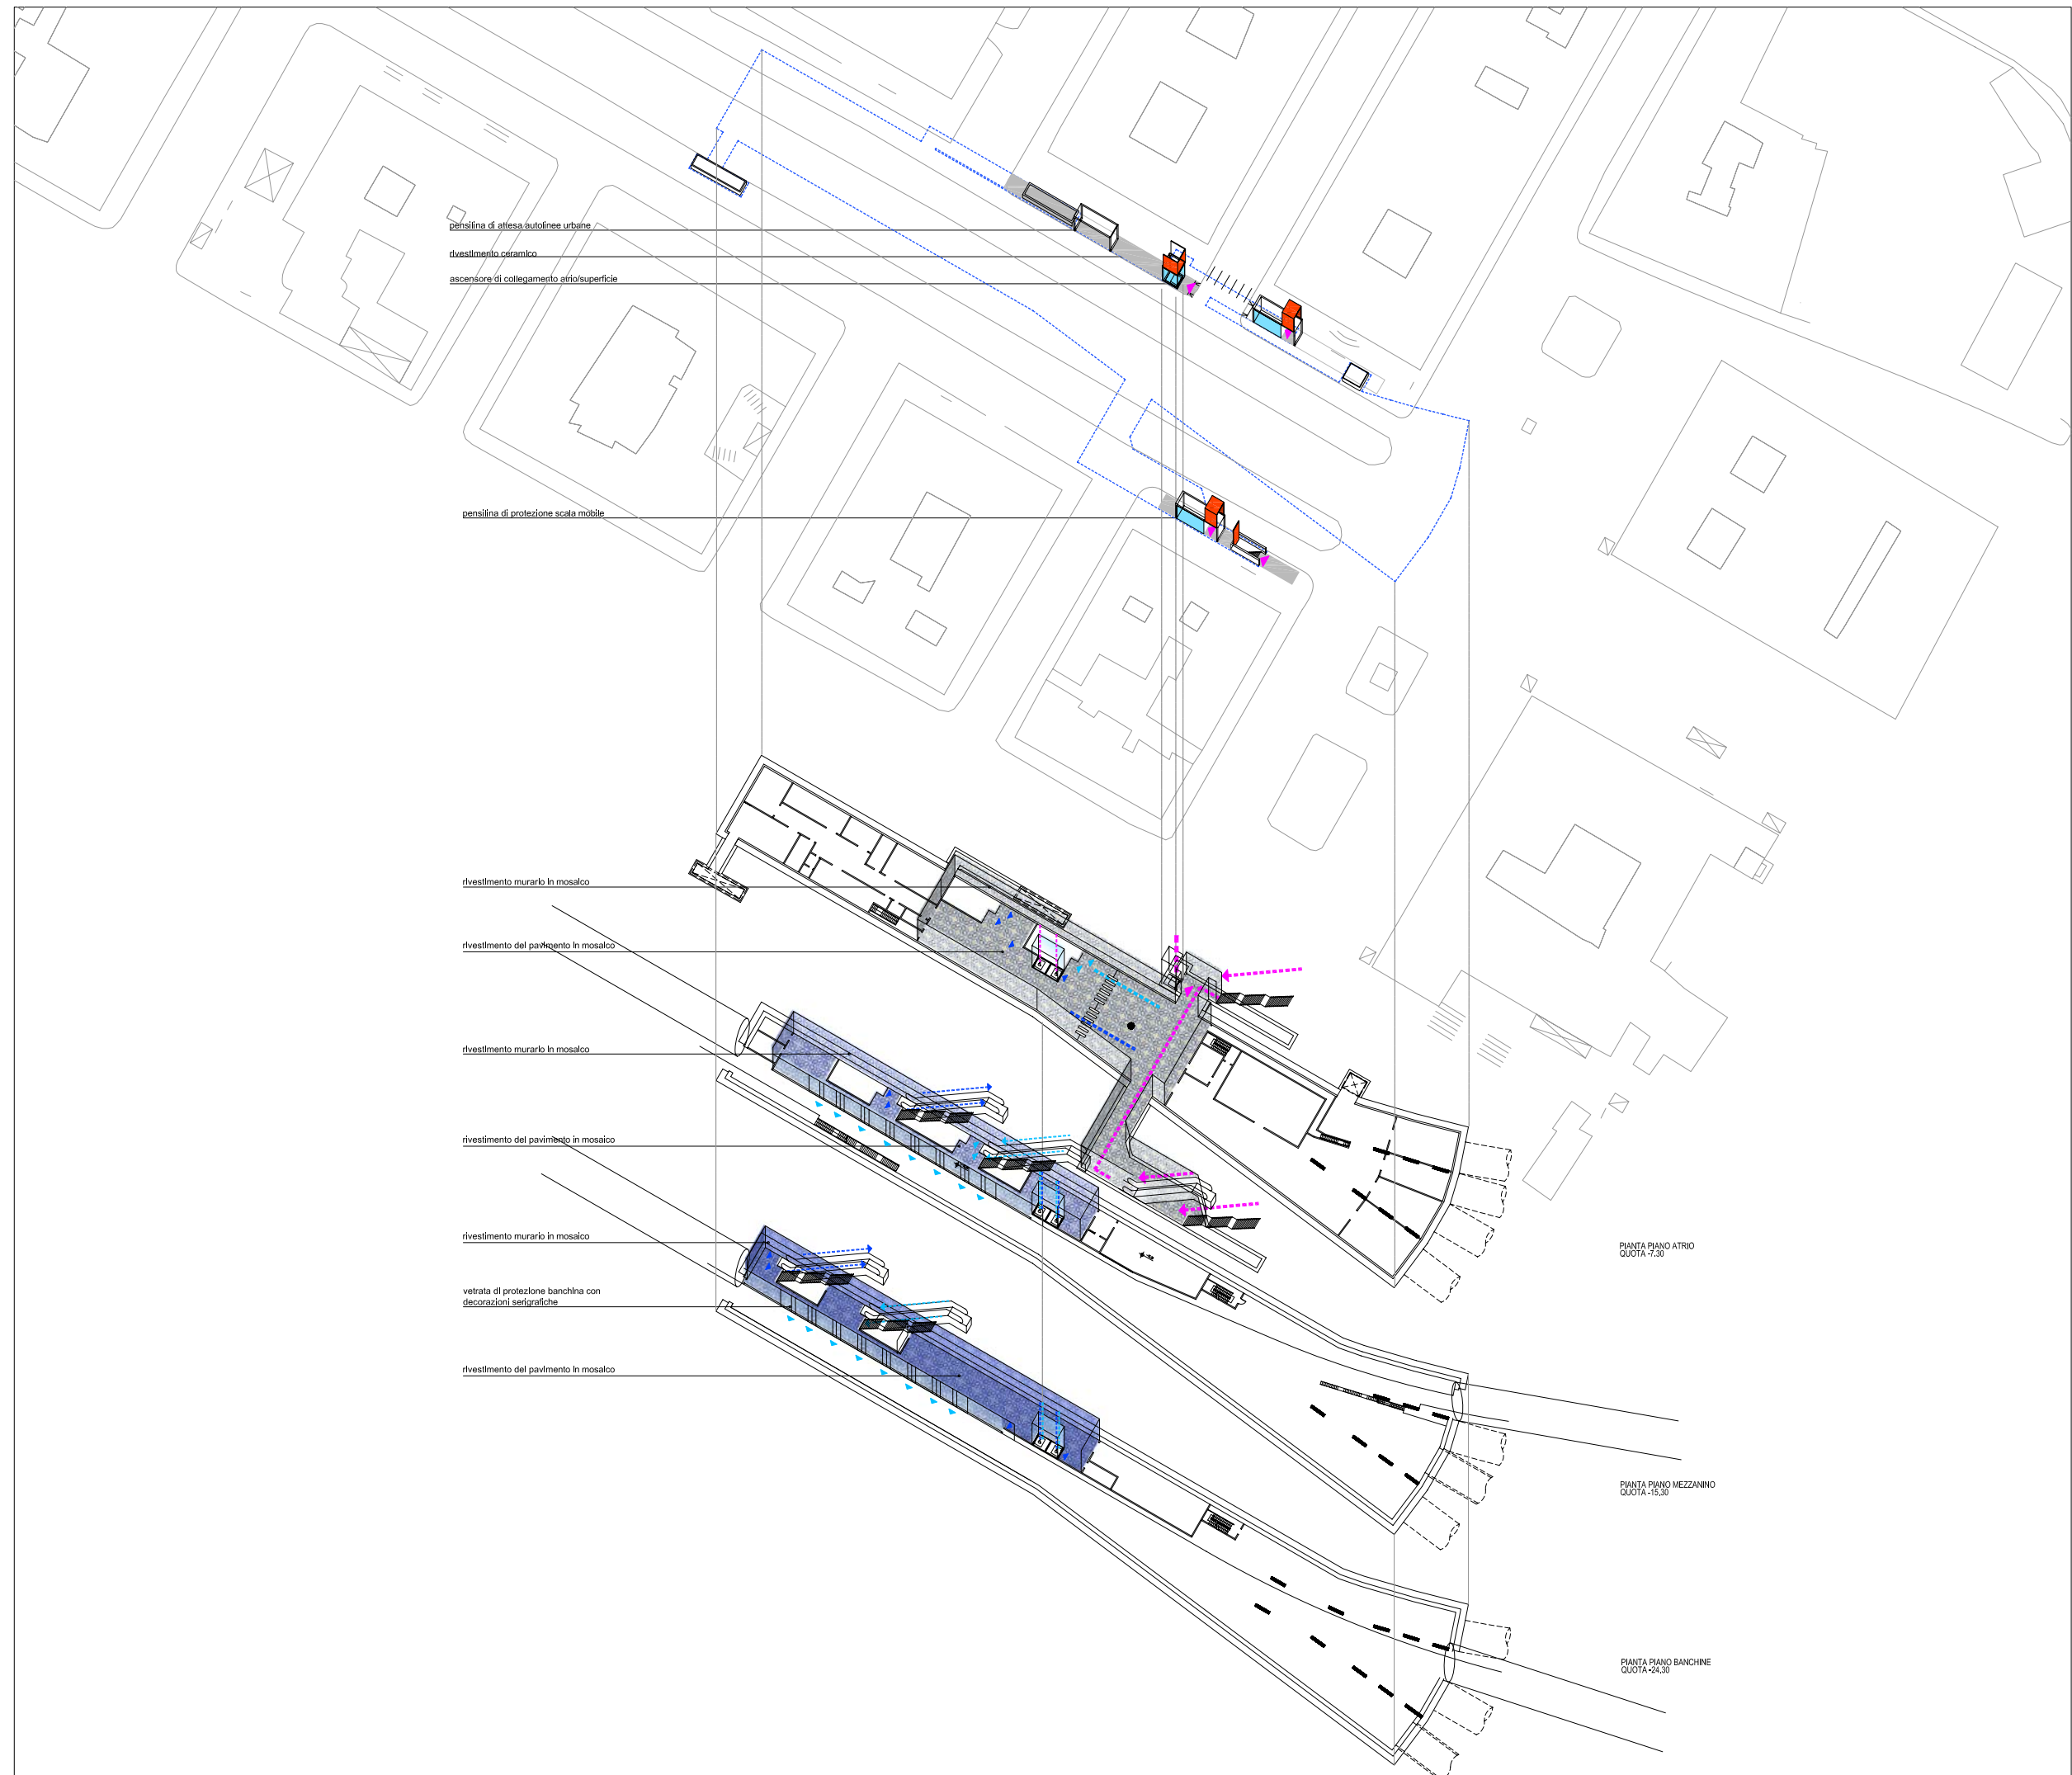 pensilina di attesa autolinee urbane
rivestimento ceramico
ascensore di collegamento atrio/superficie
pensilina di protezione scala mobile
rivestimento murario in mosaico
rivestimento del pavimento in mosaico
rivestimento murario in mosaico
rivestimento del pavimento in mosaico
rivestimento murario in mosaico
PIANTA PIANO ATRIO
QUOTA -7.30
vetrata di protezione banchina con
decorazioni serigrafiche
rivestimento del pavimento in mosaico
PIANTA PIANO MEZZANINO
QUOTA -15,30
PIANTA PIANO BANCHINE
QUOTA -24,30